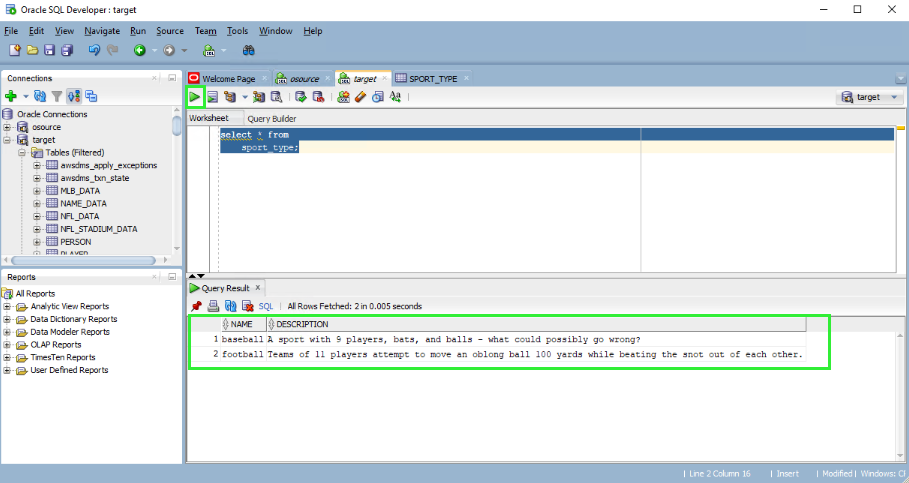 Oracle SQL Developer : target
File Edit View Navigate Run Source Team Tools Window Help
Connections
Oracle Connections
osource
target
Tables (Filtered)
awsdms_apply_exceptions
awsdms_txn_state
MLB_DATA
NAME_DATA
NFL_DATA
NFL_STADIUM_DATA
PERSON
PLAYER
Reports
All Reports
Analytic View Reports
Data Dictionary Reports
Data Modeler Reports
OLAP Reports
TimesTen Reports
User Defined Reports
Welcome Page osource target SPORT_TYPE
target
Worksheet Query Builder
select * from
sport_type;
Query Result
SQL All Rows Fetched: 2 in 0.005 seconds
NAME DESCRIPTION
1 baseball A sport with 9 players, bats, and balls - what could possibly go wrong?
2 football Teams of 11 players attempt to move an oblong ball 100 yards while beating the snot out of each other.
Line 2 Column 16 Insert Modified Windows: Cl